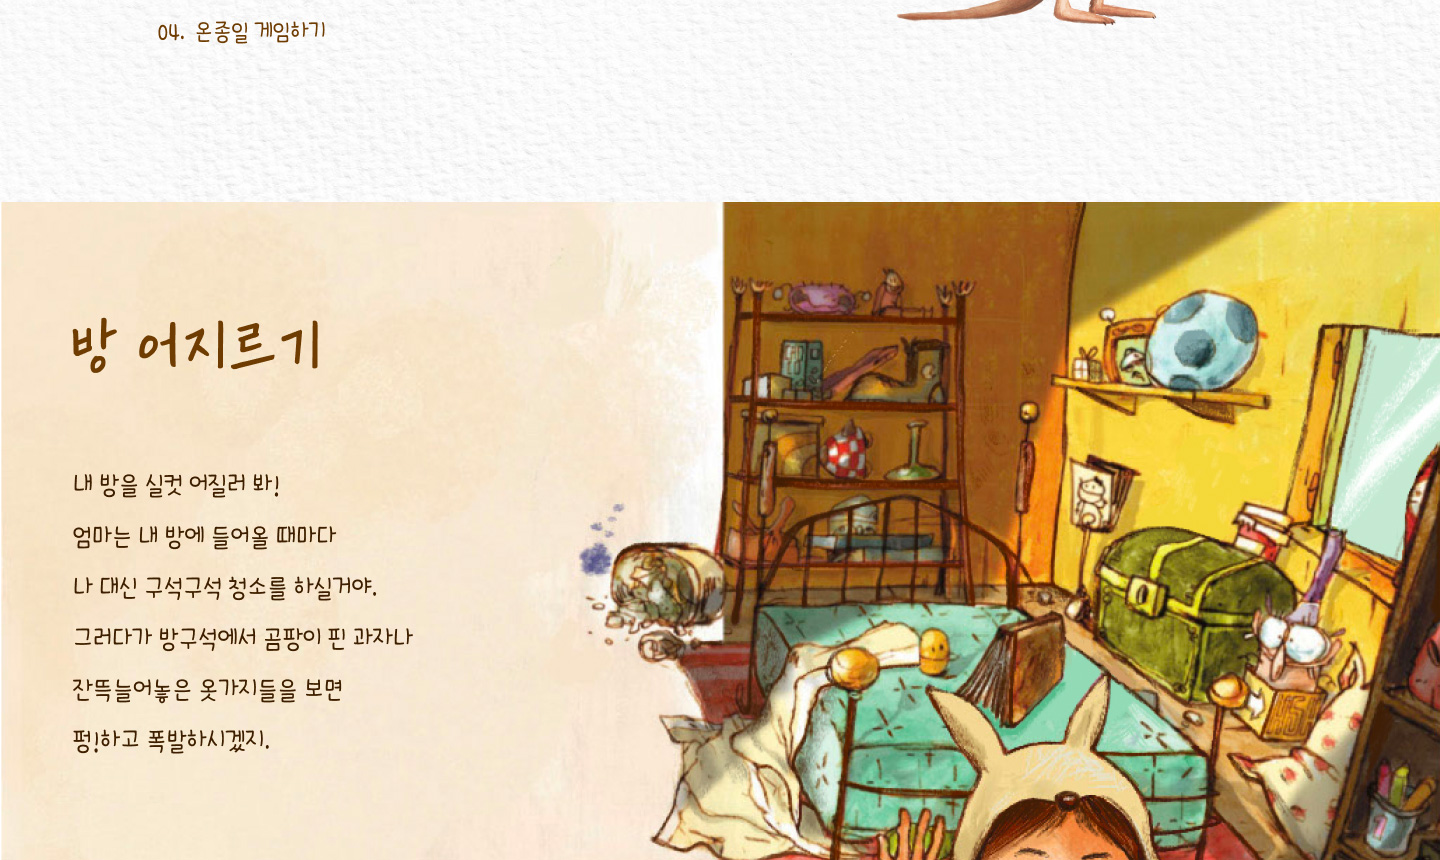 04. 온종일 게임하기
방 어지르기
내 방을 실컷 어질러 봐!
엄마는 내 방에 들어올 때마다
나 대신 구석구석 청소를 하실거야.
그러다가 방구석에서 곰팡이 핀 과자나
잔뜩늘어놓은 옷가지들을 보면
펑!하고 폭발하시겠지.